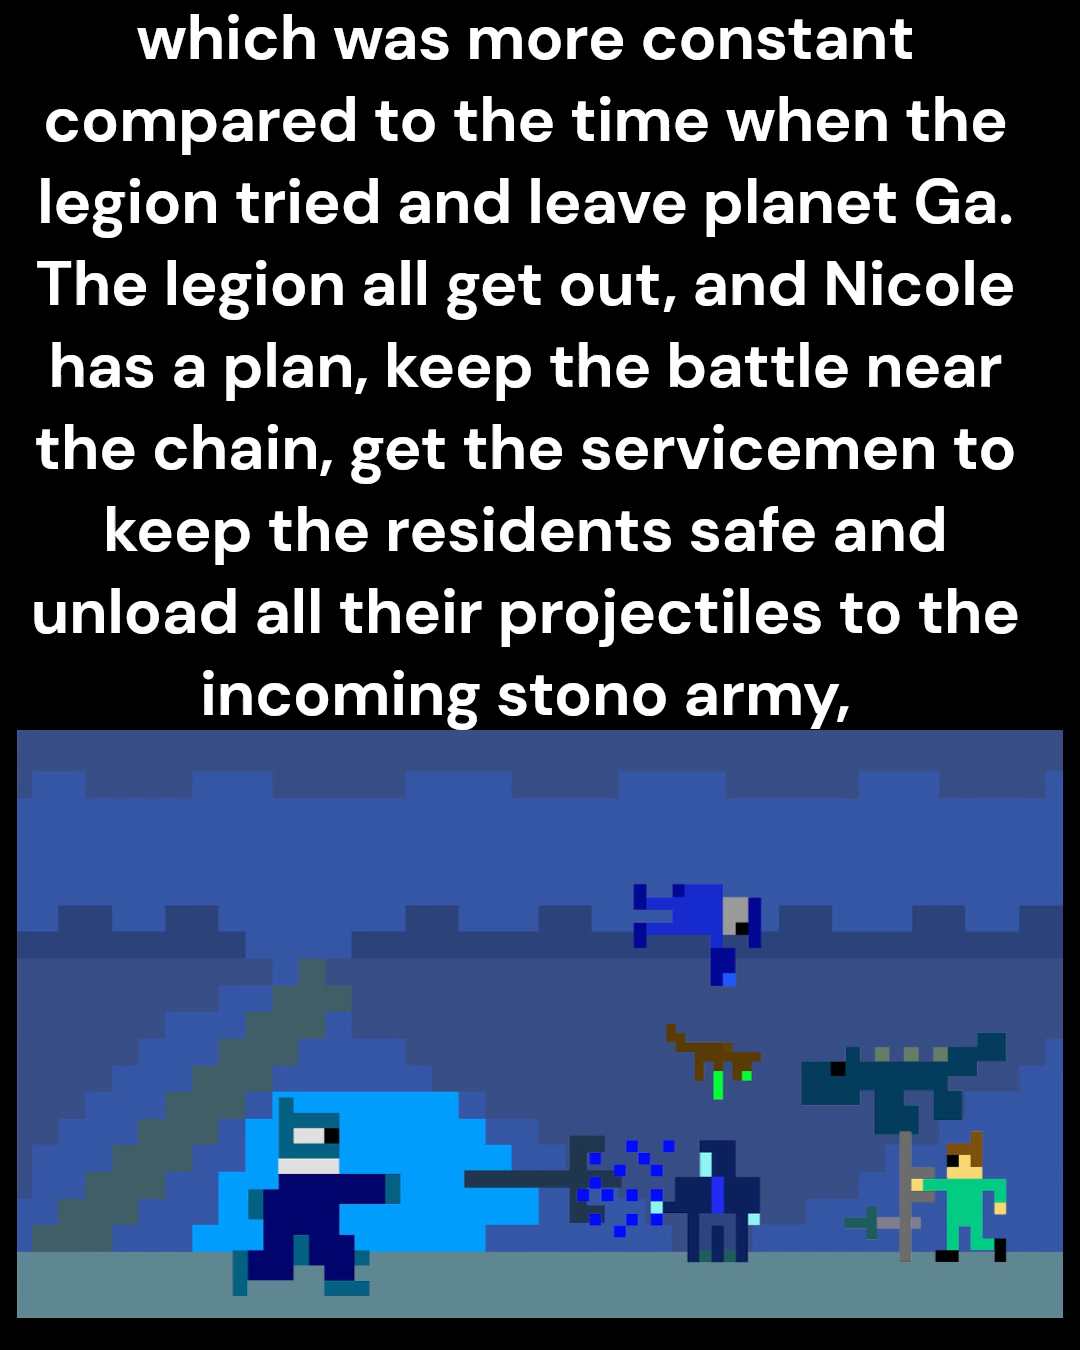 which was more constant
compared to the time when the
legion tried and leave planet Ga.
The legion all get out, and Nicole
has a plan, keep the battle near
the chain, get the servicemen to
keep the residents safe and
unload all their projectiles to the
incoming stono army,